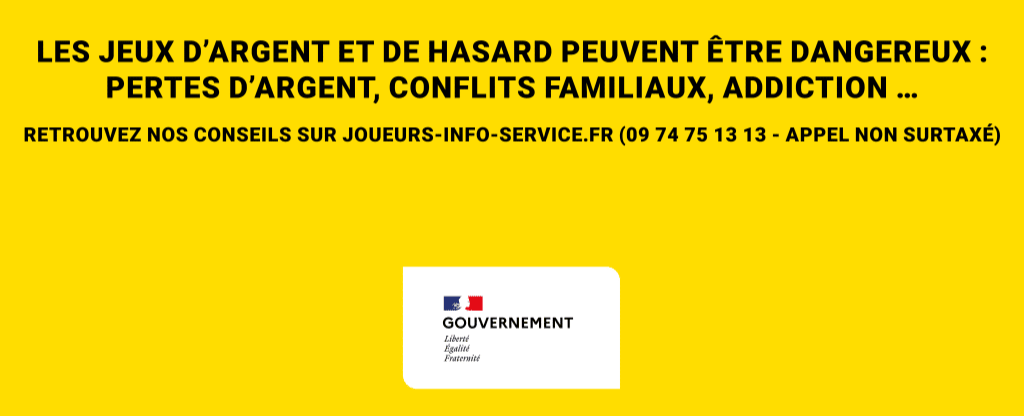 LES JEUX D’ARGENT ET DE HASARD PEUVENT ÊTRE DANGEREUX :
PERTES D’ARGENT, CONFLITS FAMILIAUX, ADDICTION ...
RETROUVEZ NOS CONSEILS SUR JOUEURS-INFO-SERVICE.FR (09 74 75 13 13 - APPEL NON SURTAXÉ)
GOUVERNEMENT
Liberté
Égalité
Fraternité